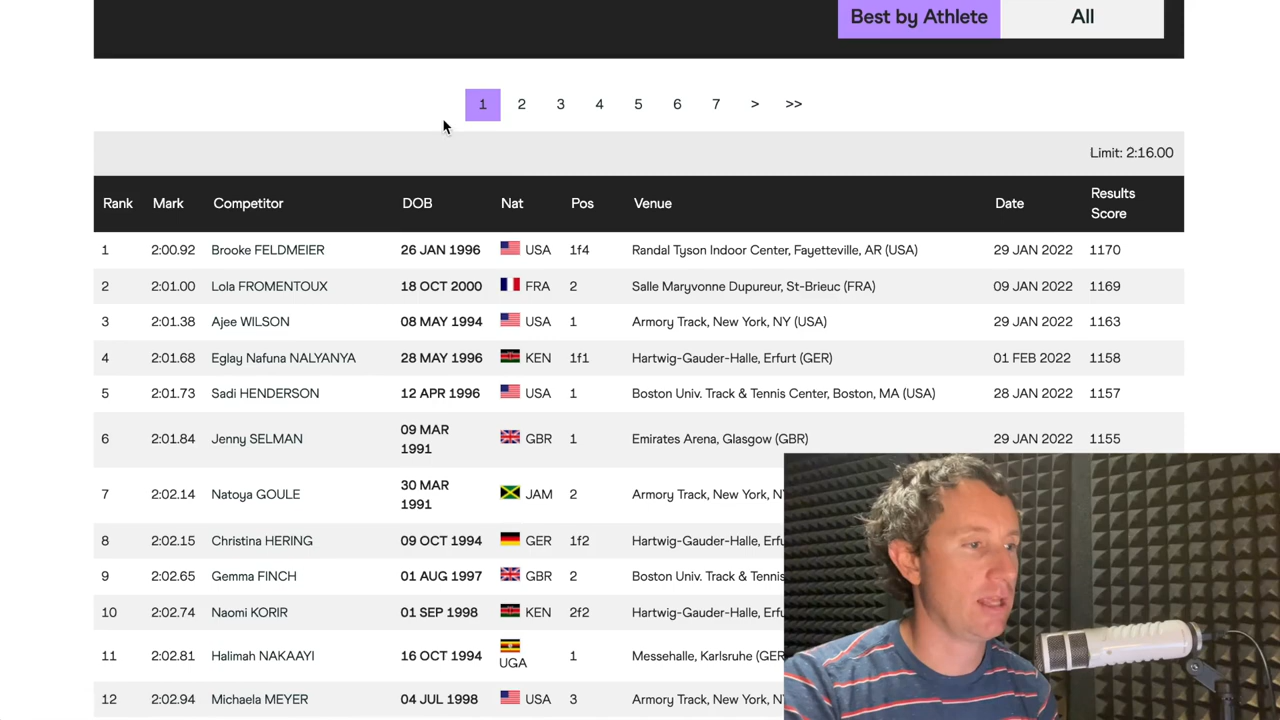 Best by Athlete All
1 2 3 4 5 6 7 > >>
Limit: 2:16.00
Rank Mark Competitor DOB Nat Pos Venue Date Results Score
1 2:00.92 Brooke FELDMEIER 26 JAN 1996 USA 1f4 Randal Tyson Indoor Center, Fayetteville, AR (USA) 29 JAN 2022 1170
2 2:01.00 Lola FROMENTOUX 18 OCT 2000 FRA 2 Salle Maryvonne Dupureur, St-Brieuc (FRA) 09 JAN 2022 1169
3 2:01.38 Ajee WILSON 08 MAY 1994 USA 1 Armory Track, New York, NY (USA) 29 JAN 2022 1163
4 2:01.68 Eglay Nafuna NALYANYA 28 MAY 1996 KEN 1f1 Hartwig-Gauder-Halle, Erfurt (GER) 01 FEB 2022 1158
5 2:01.73 Sadi HENDERSON 12 APR 1996 USA 1 Boston Univ. Track & Tennis Center, Boston, MA (USA) 28 JAN 2022 1157
6 2:01.84 Jenny SELMAN 09 MAR 1991 GBR 1 Emirates Arena, Glasgow (GBR) 29 JAN 2022 1155
7 2:02.14 Natoya GOULE 30 MAR 1991 JAM 2 Armory Track, New York,
8 2:02.15 Christina HERING 09 OCT 1994 GER 1f2 Hartwig-Gauder-Halle,
9 2:02.65 Gemma FINCH 01 AUG 1997 GBR 2 Boston Univ. Track & Tennis
10 2:02.74 Naomi KORIR 01 SEP 1998 KEN 2f2 Hartwig-Gauder-Halle,
11 2:02.81 Halimah NAKAAYI 16 OCT 1994 UGA 1 Messehalle, Karlsruhe
12 2:02.94 Michaela MEYER 04 JUL 1998 USA 3 Armory Track, New York,